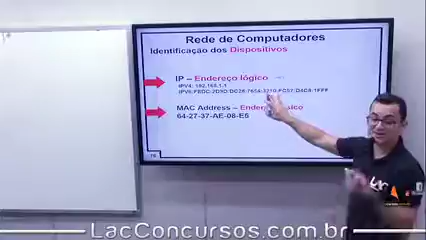 Rede de Computadores
Identificação dos Dispositivos
IP – Endereço lógico
IPV4: 192.168.1.1
MAC Address – Endereço físico
64-27-37-AE-08-E5
LacConcursos.com.br